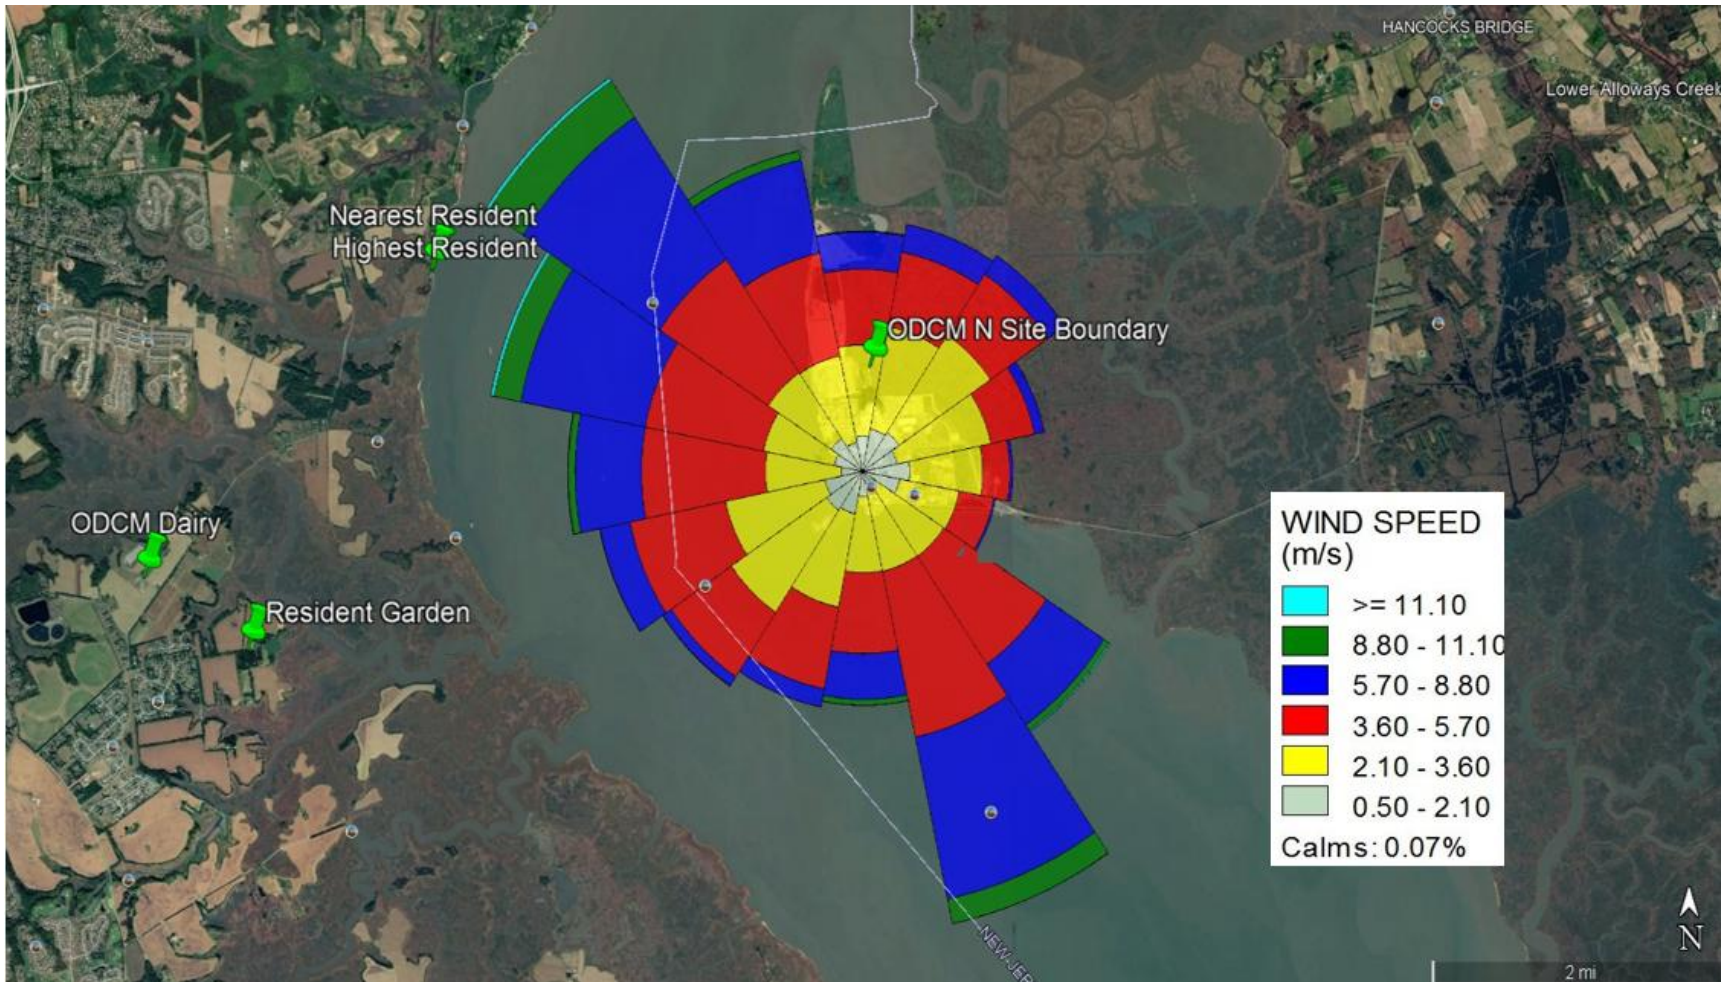 HANCOCKS BRIDGE
Lower Alloways Creek
Nearest Resident
Highest Resident
ODCM N Site Boundary
ODCM Dairy
Resident Garden
WIND SPEED
(m/s)
>= 11.10
8.80 - 11.10
5.70 - 8.80
3.60 - 5.70
2.10 - 3.60
0.50 - 2.10
Calms: 0.07%
N
NEW JER
2 mi